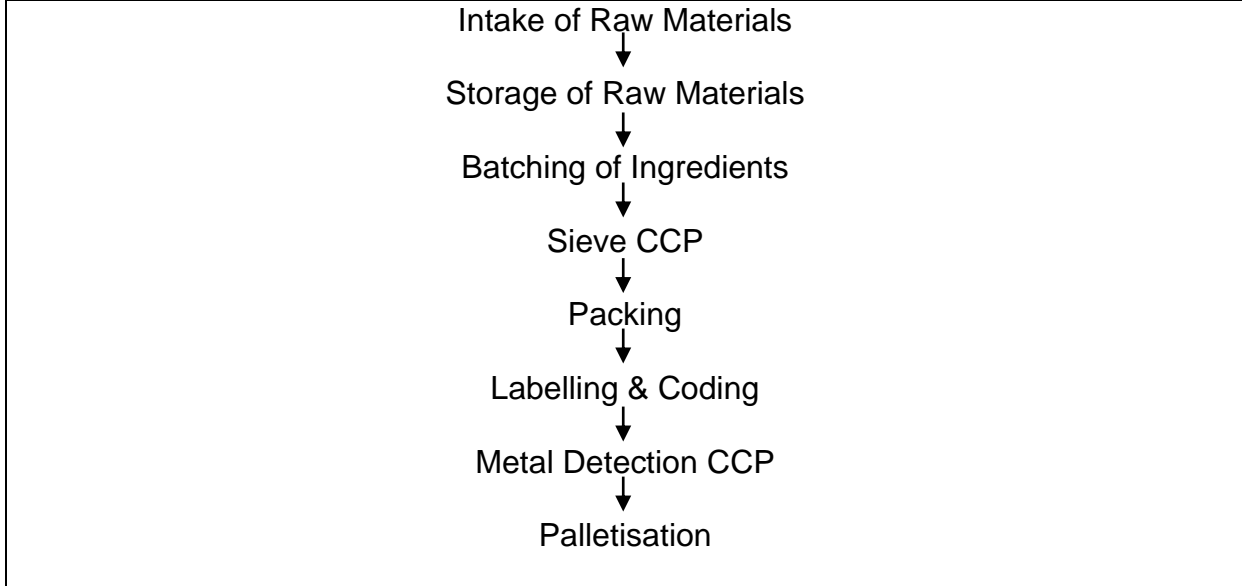 Intake of Raw Materials
Storage of Raw Materials
Batching of Ingredients
Sieve CCP
Packing
Labelling & Coding
Metal Detection CCP
Palletisation